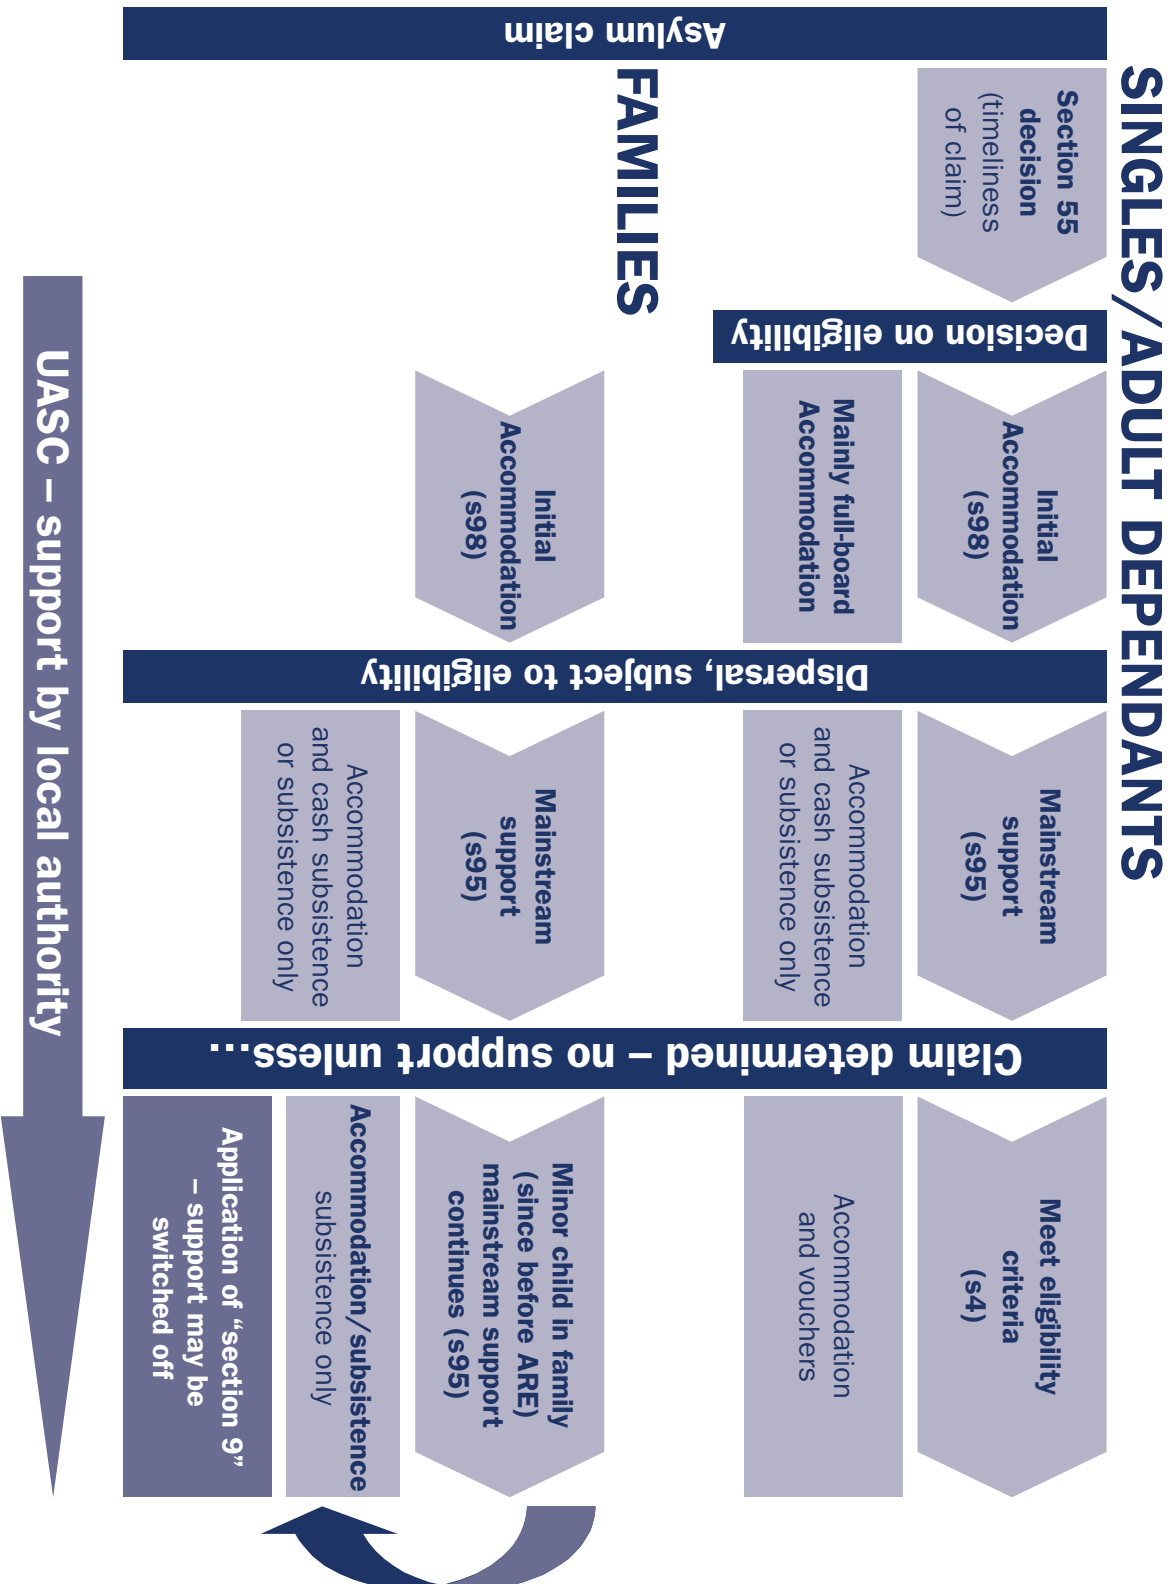 SINGLES/ADULT DEPENDANTS
Asylum claim
Section 55
decision
(timeliness
of claim)
Decision on eligibility
Initial
Accommodation
(s98)
Mainly full-board
Accommodation
Dispersal, subject to eligibility
Mainstream
support
(s95)
Accommodation
and cash subsistence
or subsistence only
Claim determined – no support unless...
Meet eligibility
criteria
(s4)
Accommodation
and vouchers
FAMILIES
Initial
Accommodation
(s98)
Mainstream
support
(s95)
Accommodation
and cash subsistence
or subsistence only
Minor child in family
(since before ARE)
mainstream support
continues (s95)
Accommodation/subsistence
subsistence only
Application of “section 9”
– support may be
switched off
UASC – support by local authority